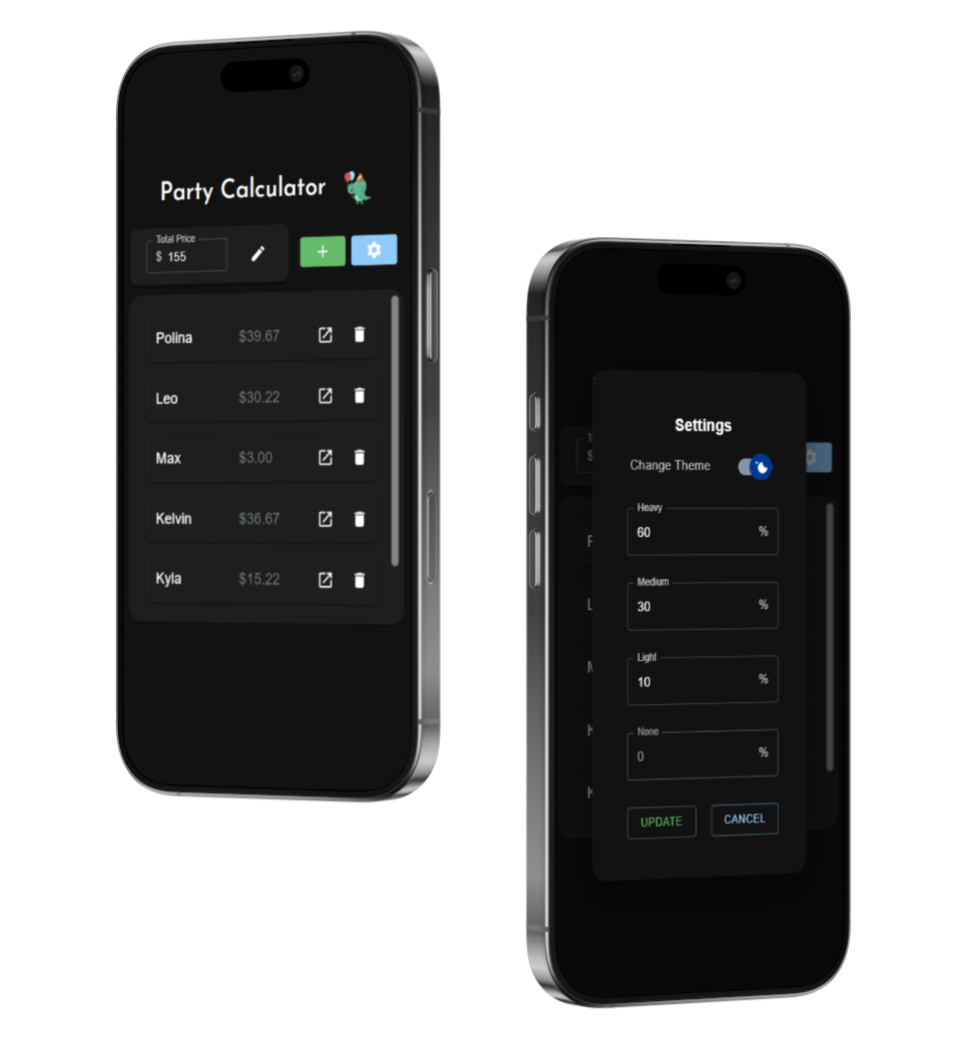 Party Calculator
Total Price
$ 155
+
Polina $39.67
Leo $30.22
Max $3.00
Kelvin $36.67
Kyla $15.22
Settings
Change Theme
Heavy
60 %
Medium
30 %
Light
10 %
None
0 %
UPDATE CANCEL